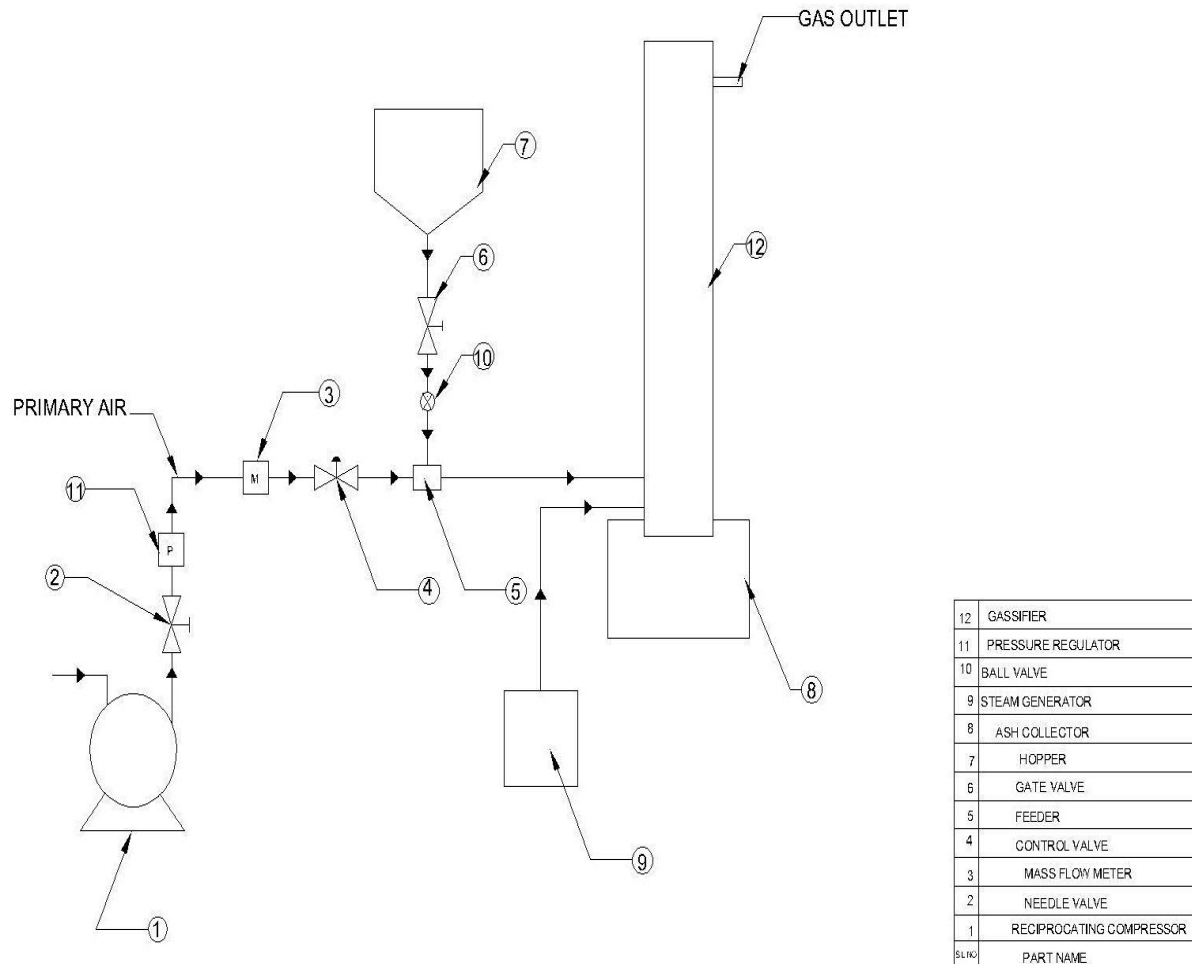 GAS OUTLET
7
6
12
10
3
PRIMARY AIR
M
11
P
2
4
5
8
9
1
12 GASSIFIER
11 PRESSURE REGULATOR
10 BALL VALVE
9 STEAM GENERATOR
8 ASH COLLECTOR
7 HOPPER
6 GATE VALVE
5 FEEDER
4 CONTROL VALVE
3 MASS FLOW METER
2 NEEDLE VALVE
1 RECIPROCATING COMPRESSOR
SL NO PART NAME